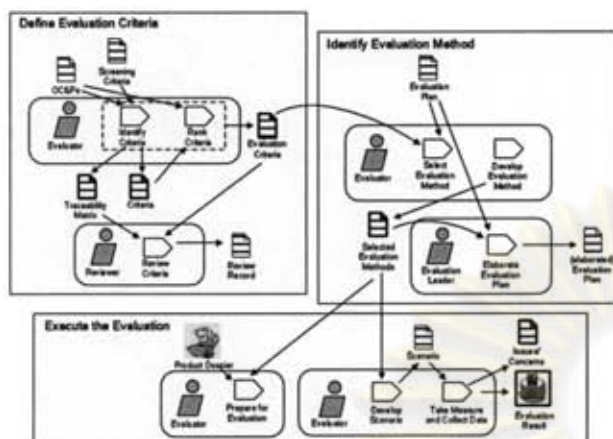 Define Evaluation Criteria
Screening
Criteria
OC&Ps
Evaluator
Identify
Criteria
Rank
Criteria
Evaluation
Criteria
Traceability
Matrix
Criteria
Reviewer
Review
Criteria
Review
Record
Identify Evaluation Method
Evaluation
Plan
Evaluator
Select
Evaluation
Method
Develop
Evaluation
Method
Selected
Evaluation
Methods
Evaluation
Leader
Elaborate
Evaluation
Plan
(elaborated)
Evaluation
Plan
Execute the Evaluation
Product Dossier
Evaluator
Prepare for
Evaluation
Evaluator
Develop
Scenario
Scenario
Take Measure
and Collect Data
Issues/
Concerns
Evaluation
Result